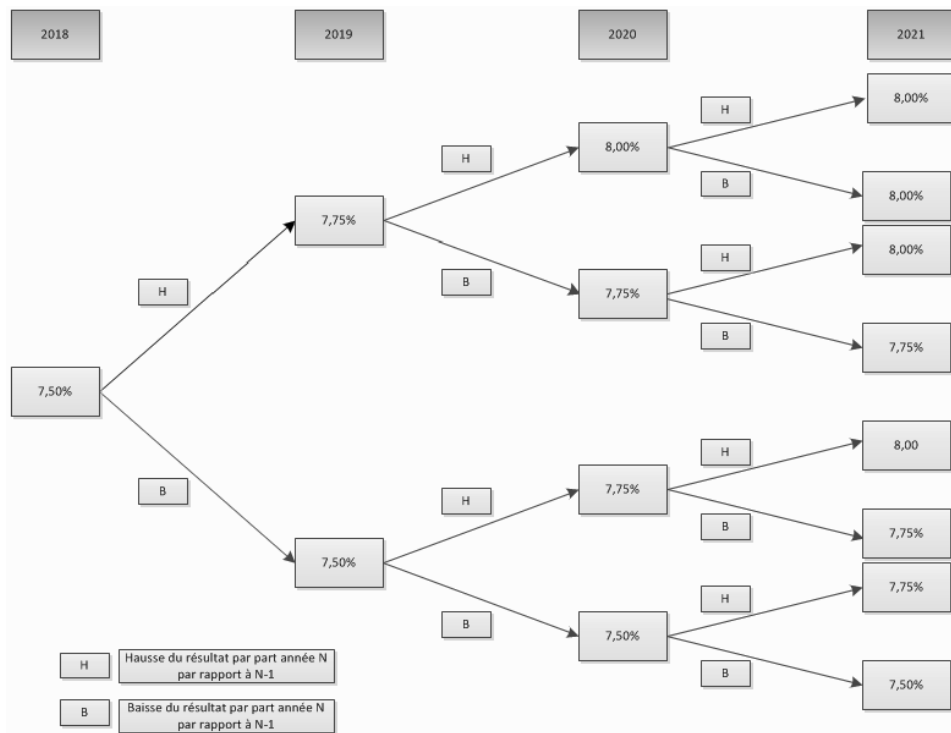 2018
2019
2020
2021
8,00%
H
8,00%
H
B
8,00%
7,75%
8,00%
H
H
B
7,75%
B
7,75%
7,50%
8,00
H
7,75%
B
H
B
7,75%
7,50%
7,75%
H
B
7,50%
B
7,50%
H
Hausse du résultat par part année N
par rapport à N-1
B
Baisse du résultat par part année N
par rapport à N-1